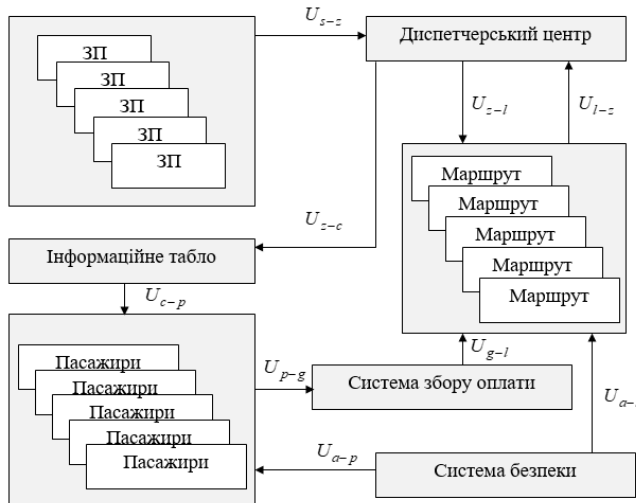 U_{s-z}
Диспетчерський центр
ЗП
ЗП
ЗП
ЗП
ЗП
U_{z-l}
U_{l-z}
Маршрут
Маршрут
Маршрут
Маршрут
Маршрут
U_{z-c}
Інформаційне табло
U_{c-p}
Пасажири
Пасажири
Пасажири
Пасажири
Пасажири
U_{p-g}
U_{g-l}
Система збору оплати
U_{a-
U_{a-p}
Система безпеки